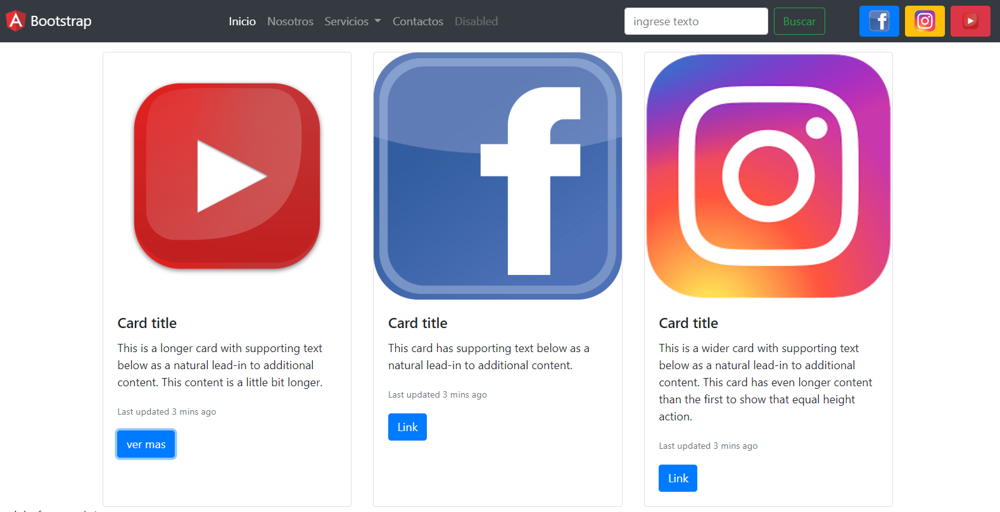 Bootstrap
Inicio Nosotros Servicios Contactos Disabled
ingrese texto Buscar
Card title
This is a longer card with supporting text
below as a natural lead-in to additional
content. This content is a little bit longer.
Last updated 3 mins ago
ver mas
Card title
This card has supporting text below as a
natural lead-in to additional content.
Last updated 3 mins ago
Link
Card title
This is a wider card with supporting text
below as a natural lead-in to additional
content. This card has even longer content
than the first to show that equal height
action.
Last updated 3 mins ago
Link